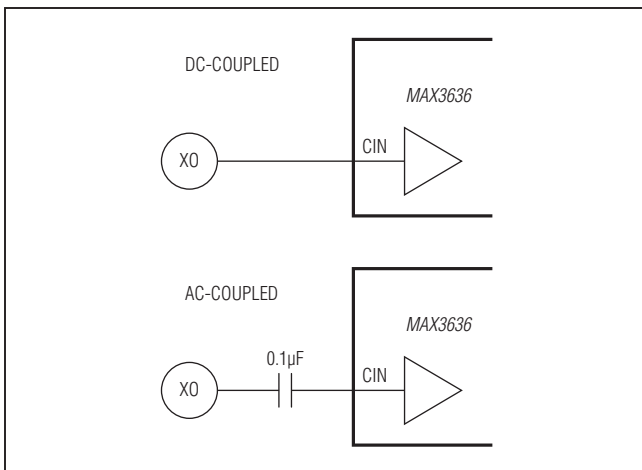 DC-COUPLED
MAX3636
XO
CIN
AC-COUPLED
MAX3636
0.1µF
XO
CIN